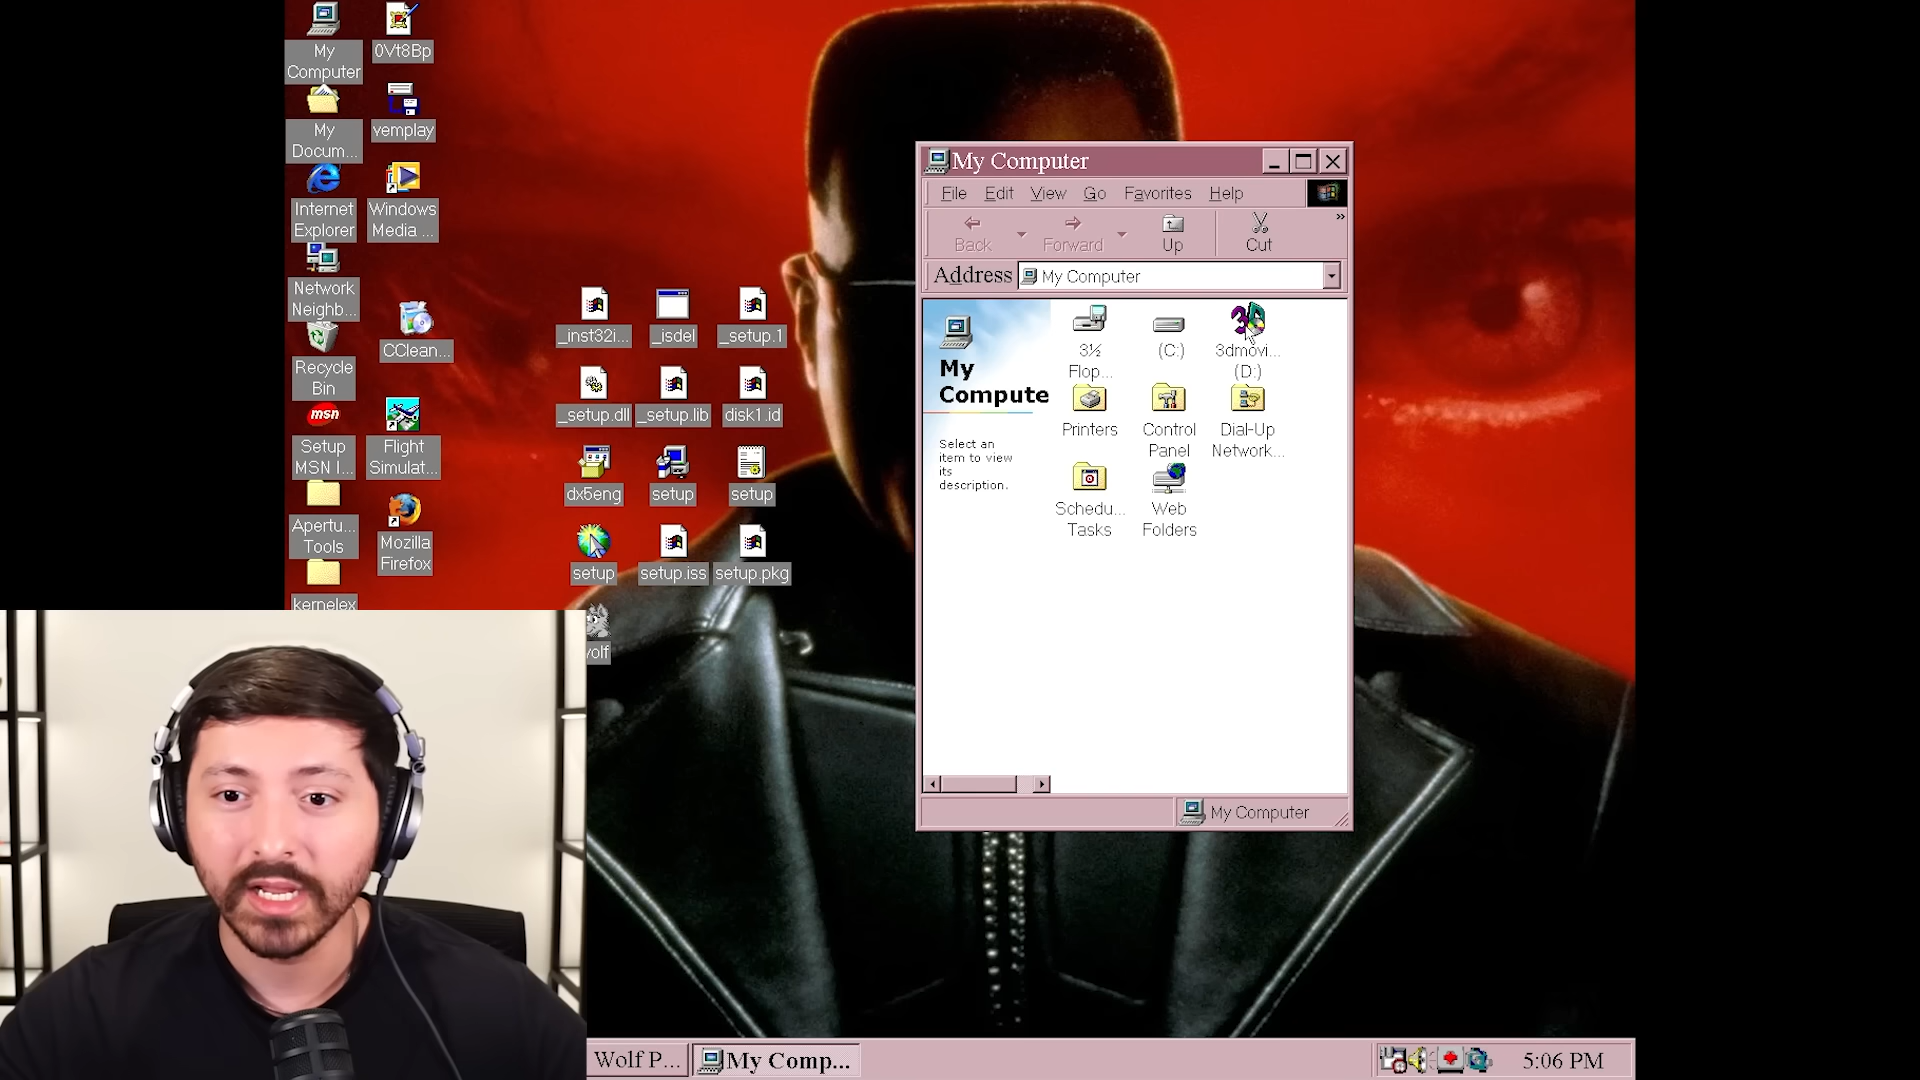 My
Computer
0Vt8Bp
My
Docum...
vemplay
Internet
Explorer
Windows
Media ...
Network
Neighb...
CClean...
Recycle
Bin
msn
Setup
MSN I...
Flight
Simulat...
Apertu...
Tools
Mozilla
Firefox
kernelex
_inst32i...
_isdel
_setup.1
_setup.dll
_setup.lib
disk1.id
dx5eng
setup
setup
setup
setup.iss
setup.pkg
wolf
My Computer
File Edit View Go Favorites Help
Back Forward Up Cut »
Address My Computer
My
Compute
Select an
item to view
its
description.
3½
Flop...
(C:)
3dmovi...
(D:)
Printers
Control
Panel
Dial-Up
Network...
Schedu...
Tasks
Web
Folders
My Computer
Wolf P...
My Comp...
5:06 PM